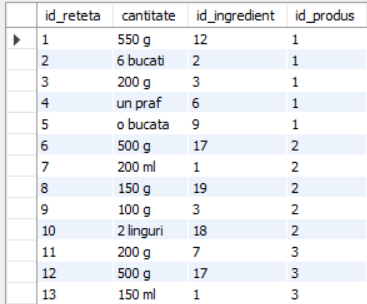 id_reteta cantitate id_ingredient id_produs
1 550 g 12 1
2 6 bucati 2 1
3 200 g 3 1
4 un praf 6 1
5 o bucata 9 1
6 500 g 17 2
7 200 ml 1 2
8 150 g 19 2
9 100 g 3 2
10 2 linguri 18 2
11 200 g 7 3
12 500 g 17 3
13 150 ml 1 3